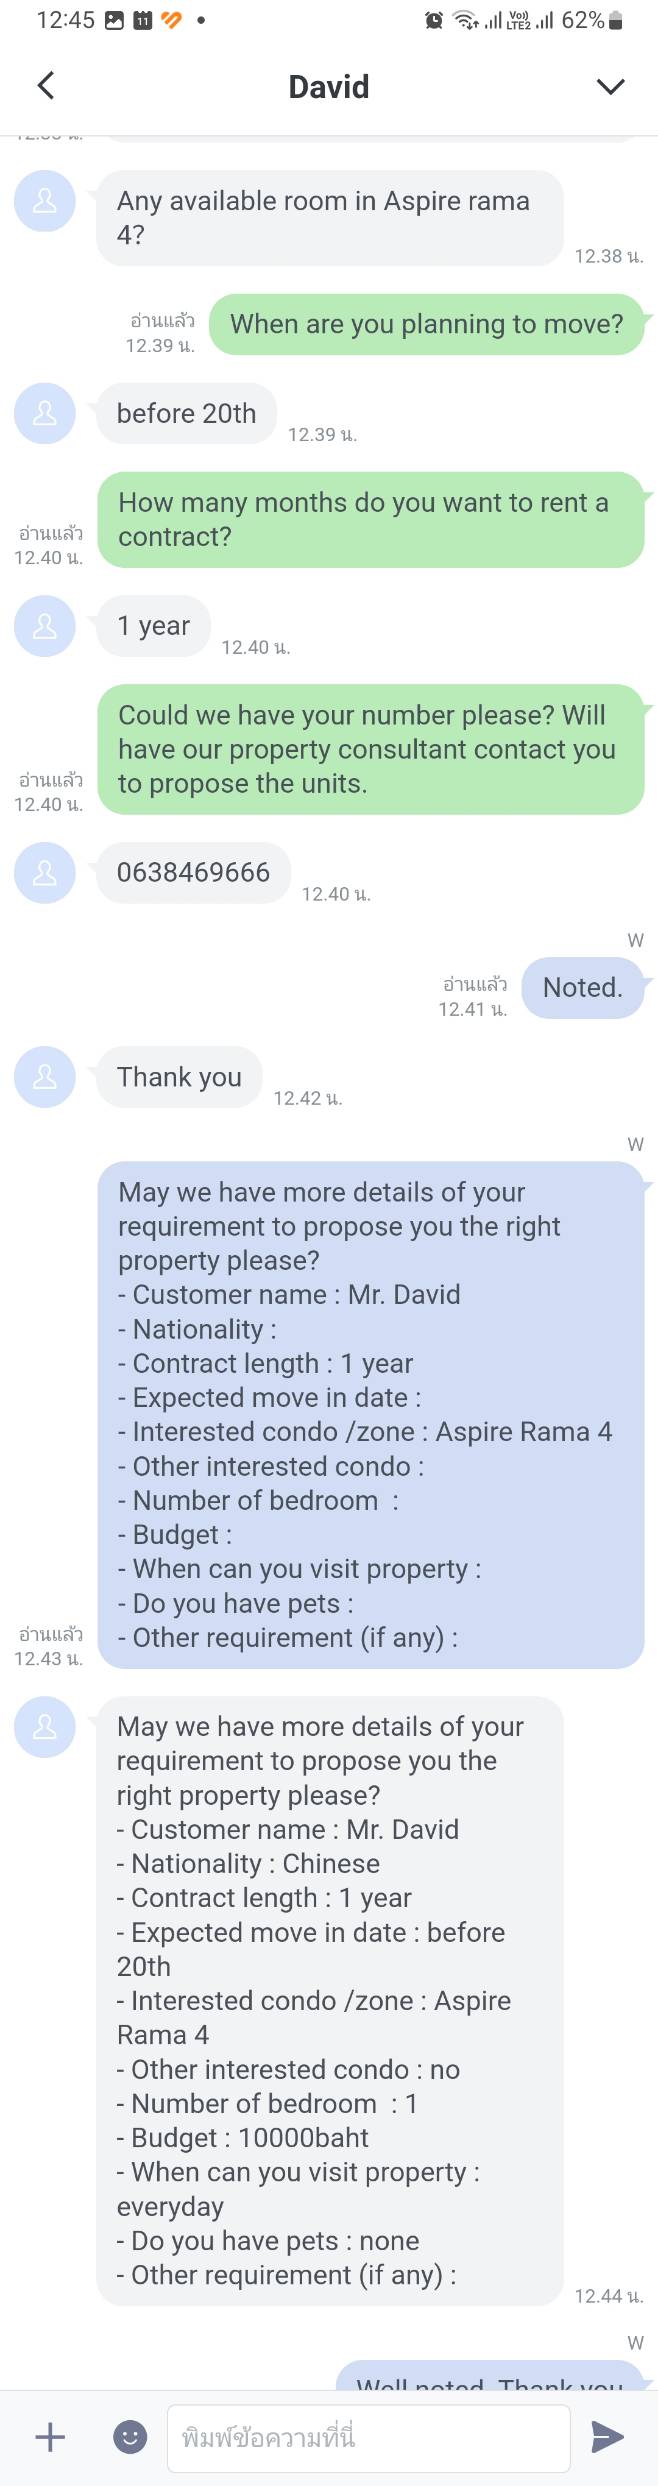 12:45
11
Vo))
LTE2
62%
David
Any available room in Aspire rama
4?
12.38 น.
When are you planning to move?
อ่านแล้ว
12.39 น.
before 20th
12.39 น.
How many months do you want to rent a
contract?
อ่านแล้ว
12.40 น.
1 year
12.40 น.
Could we have your number please? Will
have our property consultant contact you
to propose the units.
อ่านแล้ว
12.40 น.
0638469666
12.40 น.
W
Noted.
อ่านแล้ว
12.41 น.
Thank you
12.42 น.
W
May we have more details of your
requirement to propose you the right
property please?
- Customer name : Mr. David
- Nationality :
- Contract length : 1 year
- Expected move in date :
- Interested condo /zone : Aspire Rama 4
- Other interested condo :
- Number of bedroom  :
- Budget :
- When can you visit property :
- Do you have pets :
- Other requirement (if any) :
อ่านแล้ว
12.43 น.
May we have more details of your
requirement to propose you the
right property please?
- Customer name : Mr. David
- Nationality : Chinese
- Contract length : 1 year
- Expected move in date : before
20th
- Interested condo /zone : Aspire
Rama 4
- Other interested condo : no
- Number of bedroom  : 1
- Budget : 10000baht
- When can you visit property :
everyday
- Do you have pets : none
- Other requirement (if any) :
12.44 น.
W
Well noted. Thank you
พิมพ์ข้อความที่นี่